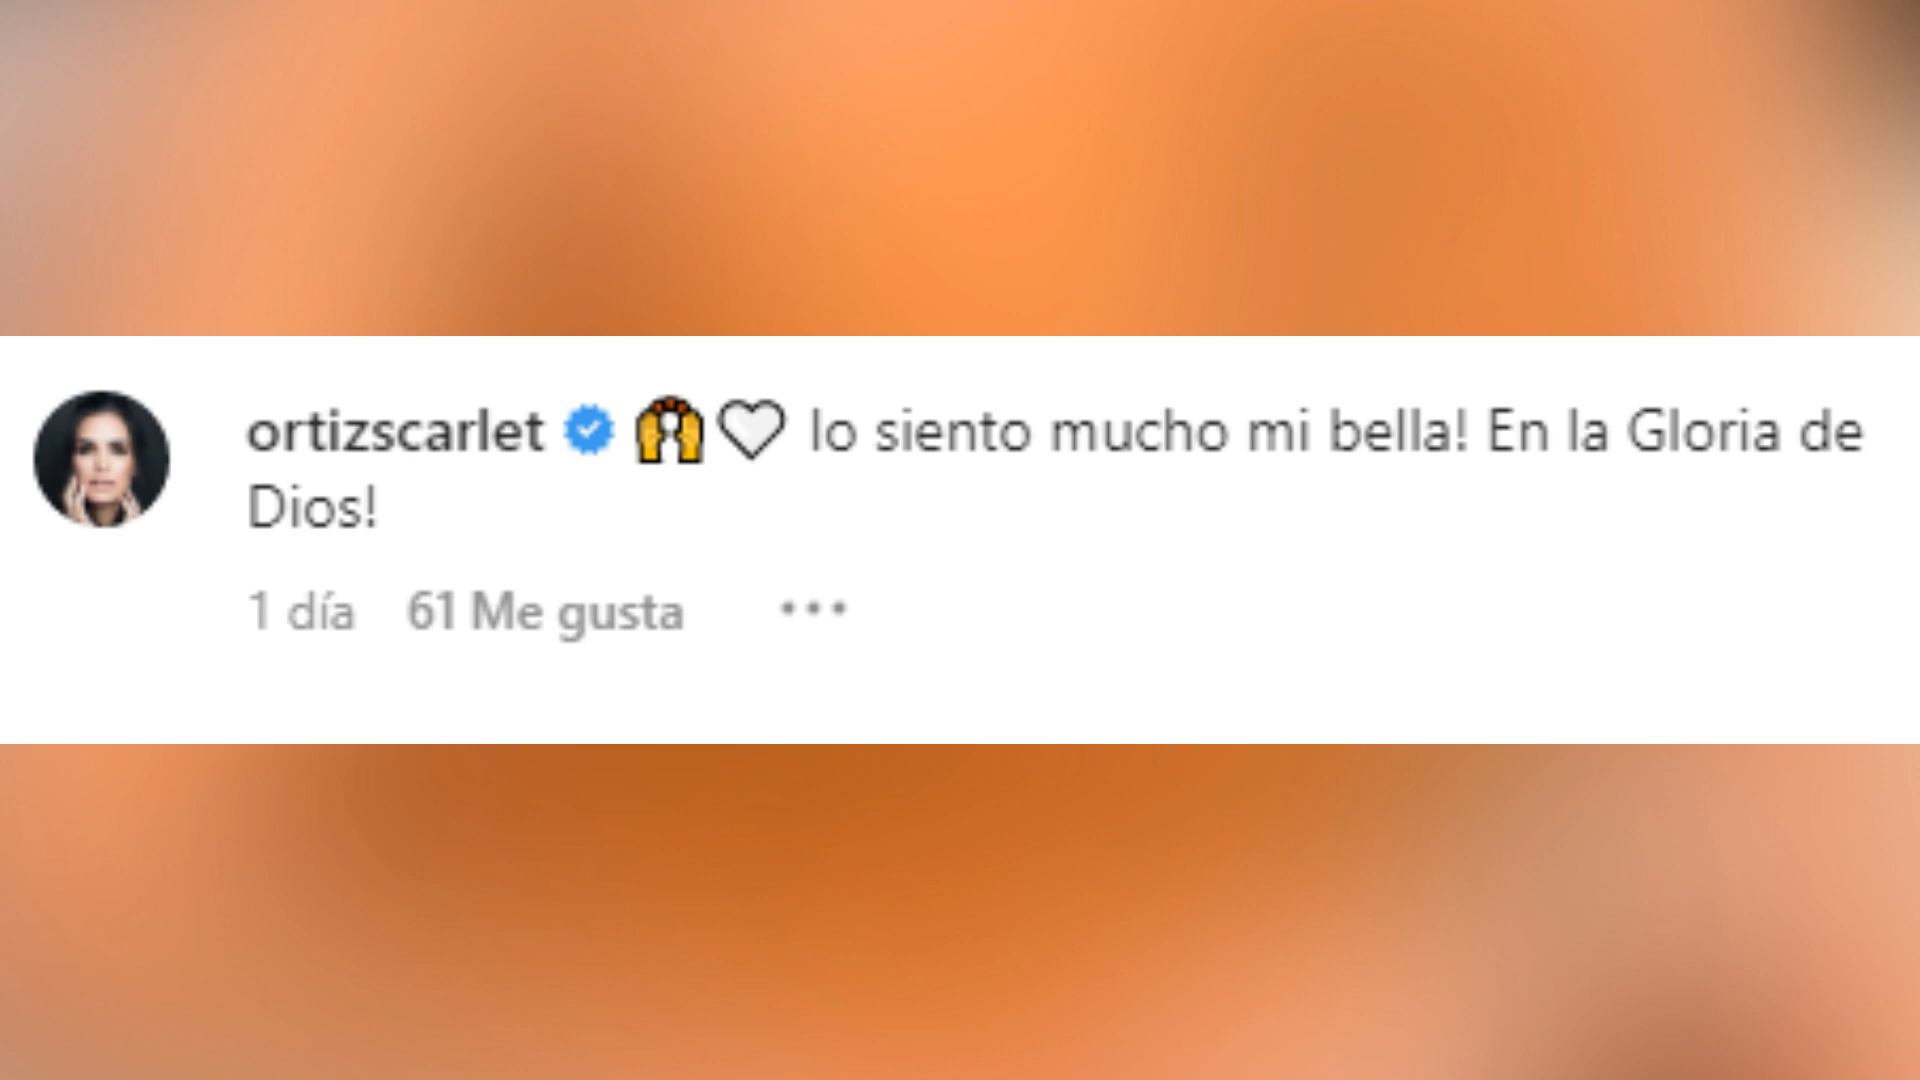 ortizscarlet 🙌🤍 lo siento mucho mi bella! En la Gloria de
Dios!
1 día 61 Me gusta ...